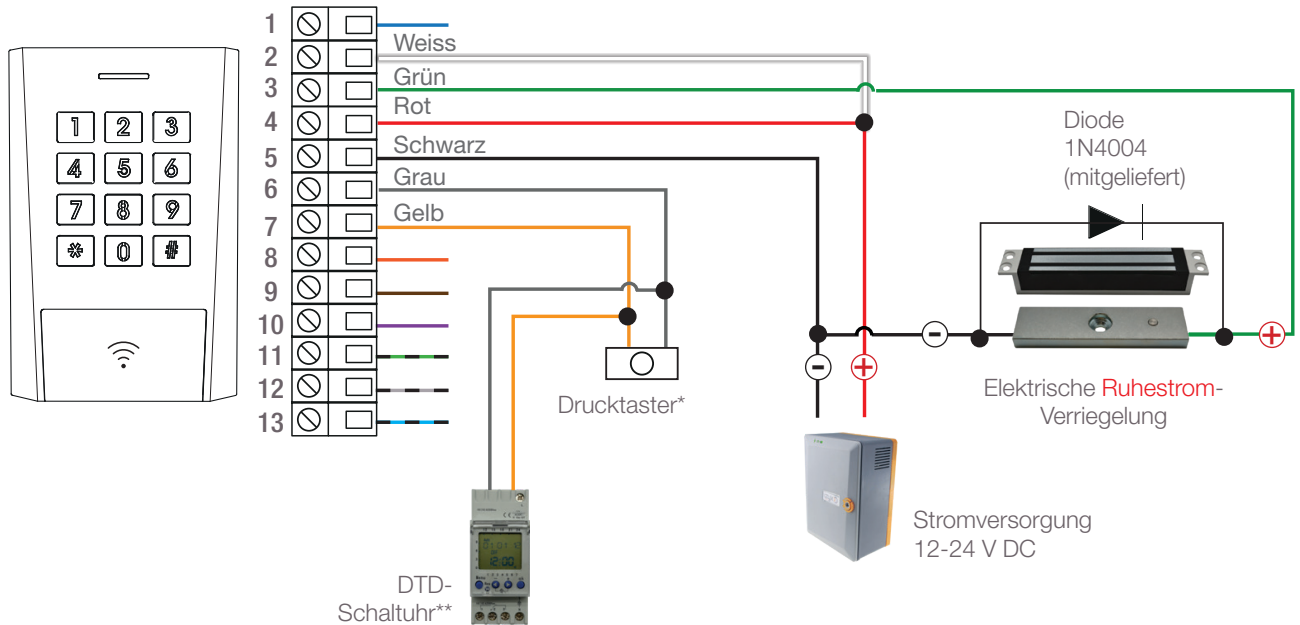 1
2
3
4
5
6
7
8
9
10
11
12
13
Weiss
Grün
Rot
Schwarz
Grau
Gelb
1 2 3
4 5 6
7 8 9
* 0 #
Diode
1N4004
(mitgeliefert)
-
+
-
+
Elektrische Ruhestrom-
Verriegelung
Drucktaster*
Stromversorgung
12-24 V DC
12:00
DTD-
Schaltuhr**